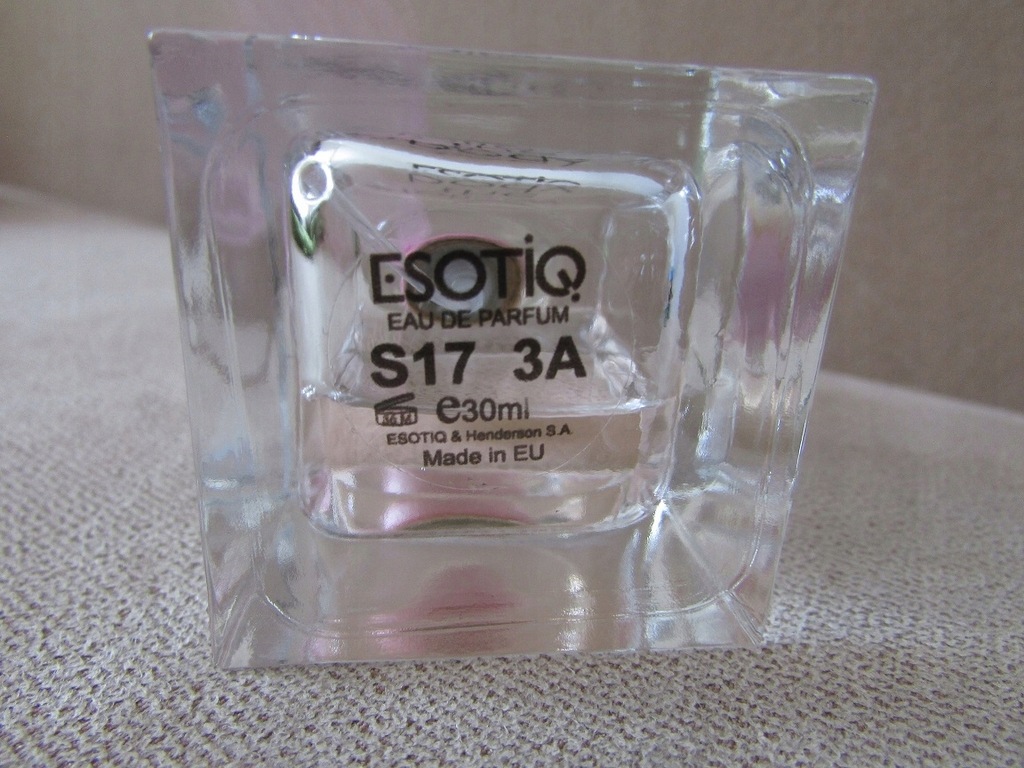 ESOTIQ
EAU DE PARFUM
S17 3A
℮30ml
ESOTIQ & Henderson S.A
Made in EU